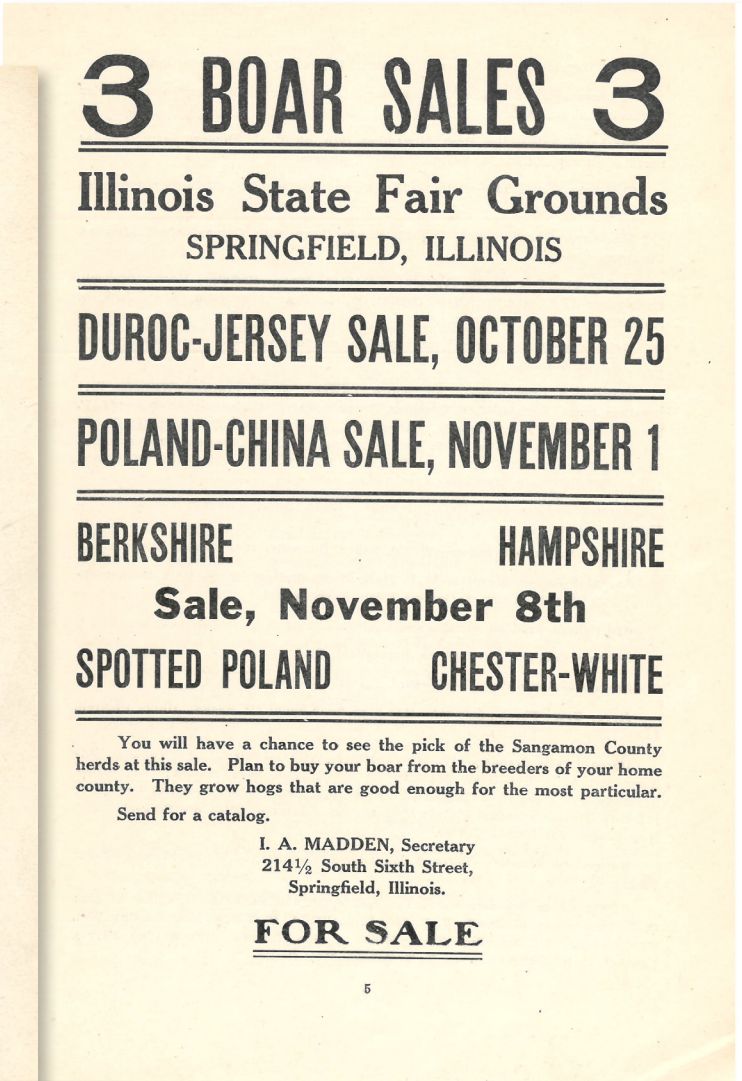 3 BOAR SALES 3
Illinois State Fair Grounds
SPRINGFIELD, ILLINOIS
DUROC-JERSEY SALE, OCTOBER 25
POLAND-CHINA SALE, NOVEMBER 1
BERKSHIRE HAMPSHIRE
Sale, November 8th
SPOTTED POLAND CHESTER-WHITE
You will have a chance to see the pick of the Sangamon County
herds at this sale. Plan to buy your boar from the breeders of your home
county. They grow hogs that are good enough for the most particular.
Send for a catalog.
I. A. MADDEN, Secretary
214½ South Sixth Street,
Springfield, Illinois.
FOR SALE
5